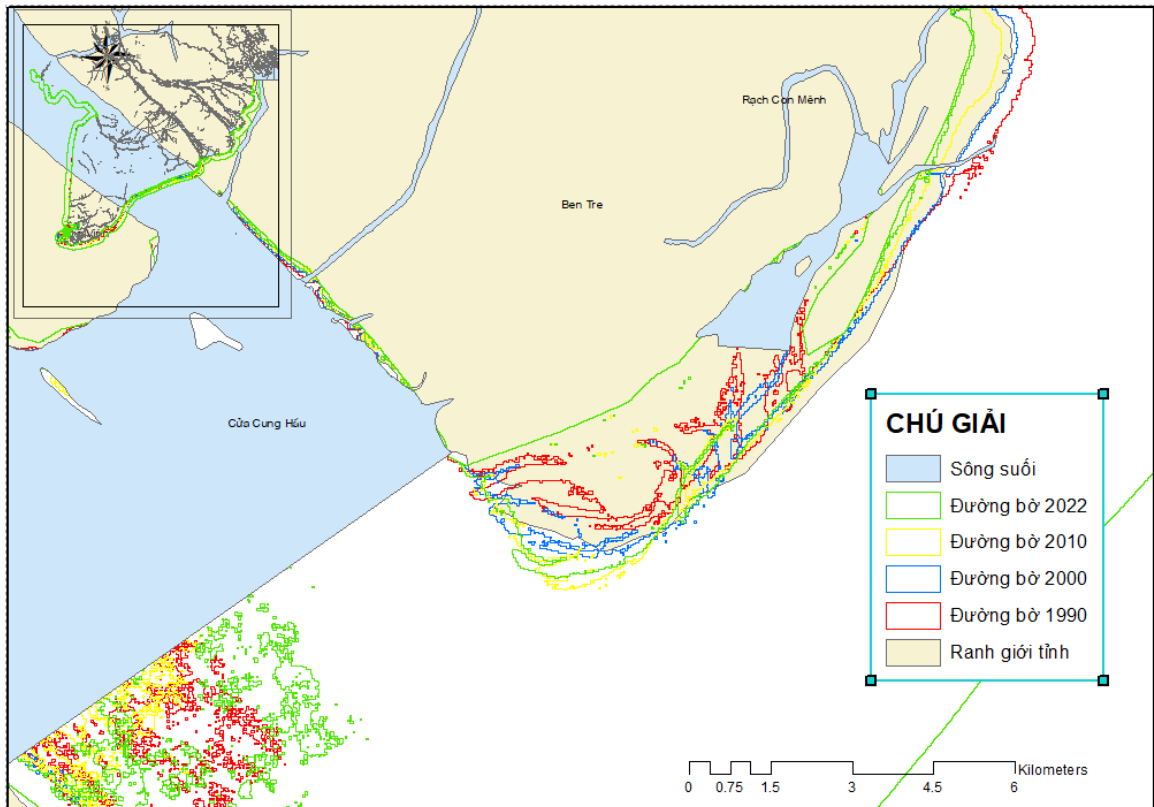 Rạch Con Mênh
Ben Tre
Cửa Cung Hầu
CHÚ GIẢI
Sông suối
Đường bờ 2022
Đường bờ 2010
Đường bờ 2000
Đường bờ 1990
Ranh giới tỉnh
Kilometers
0 0.75 1.5 3 4.5 6